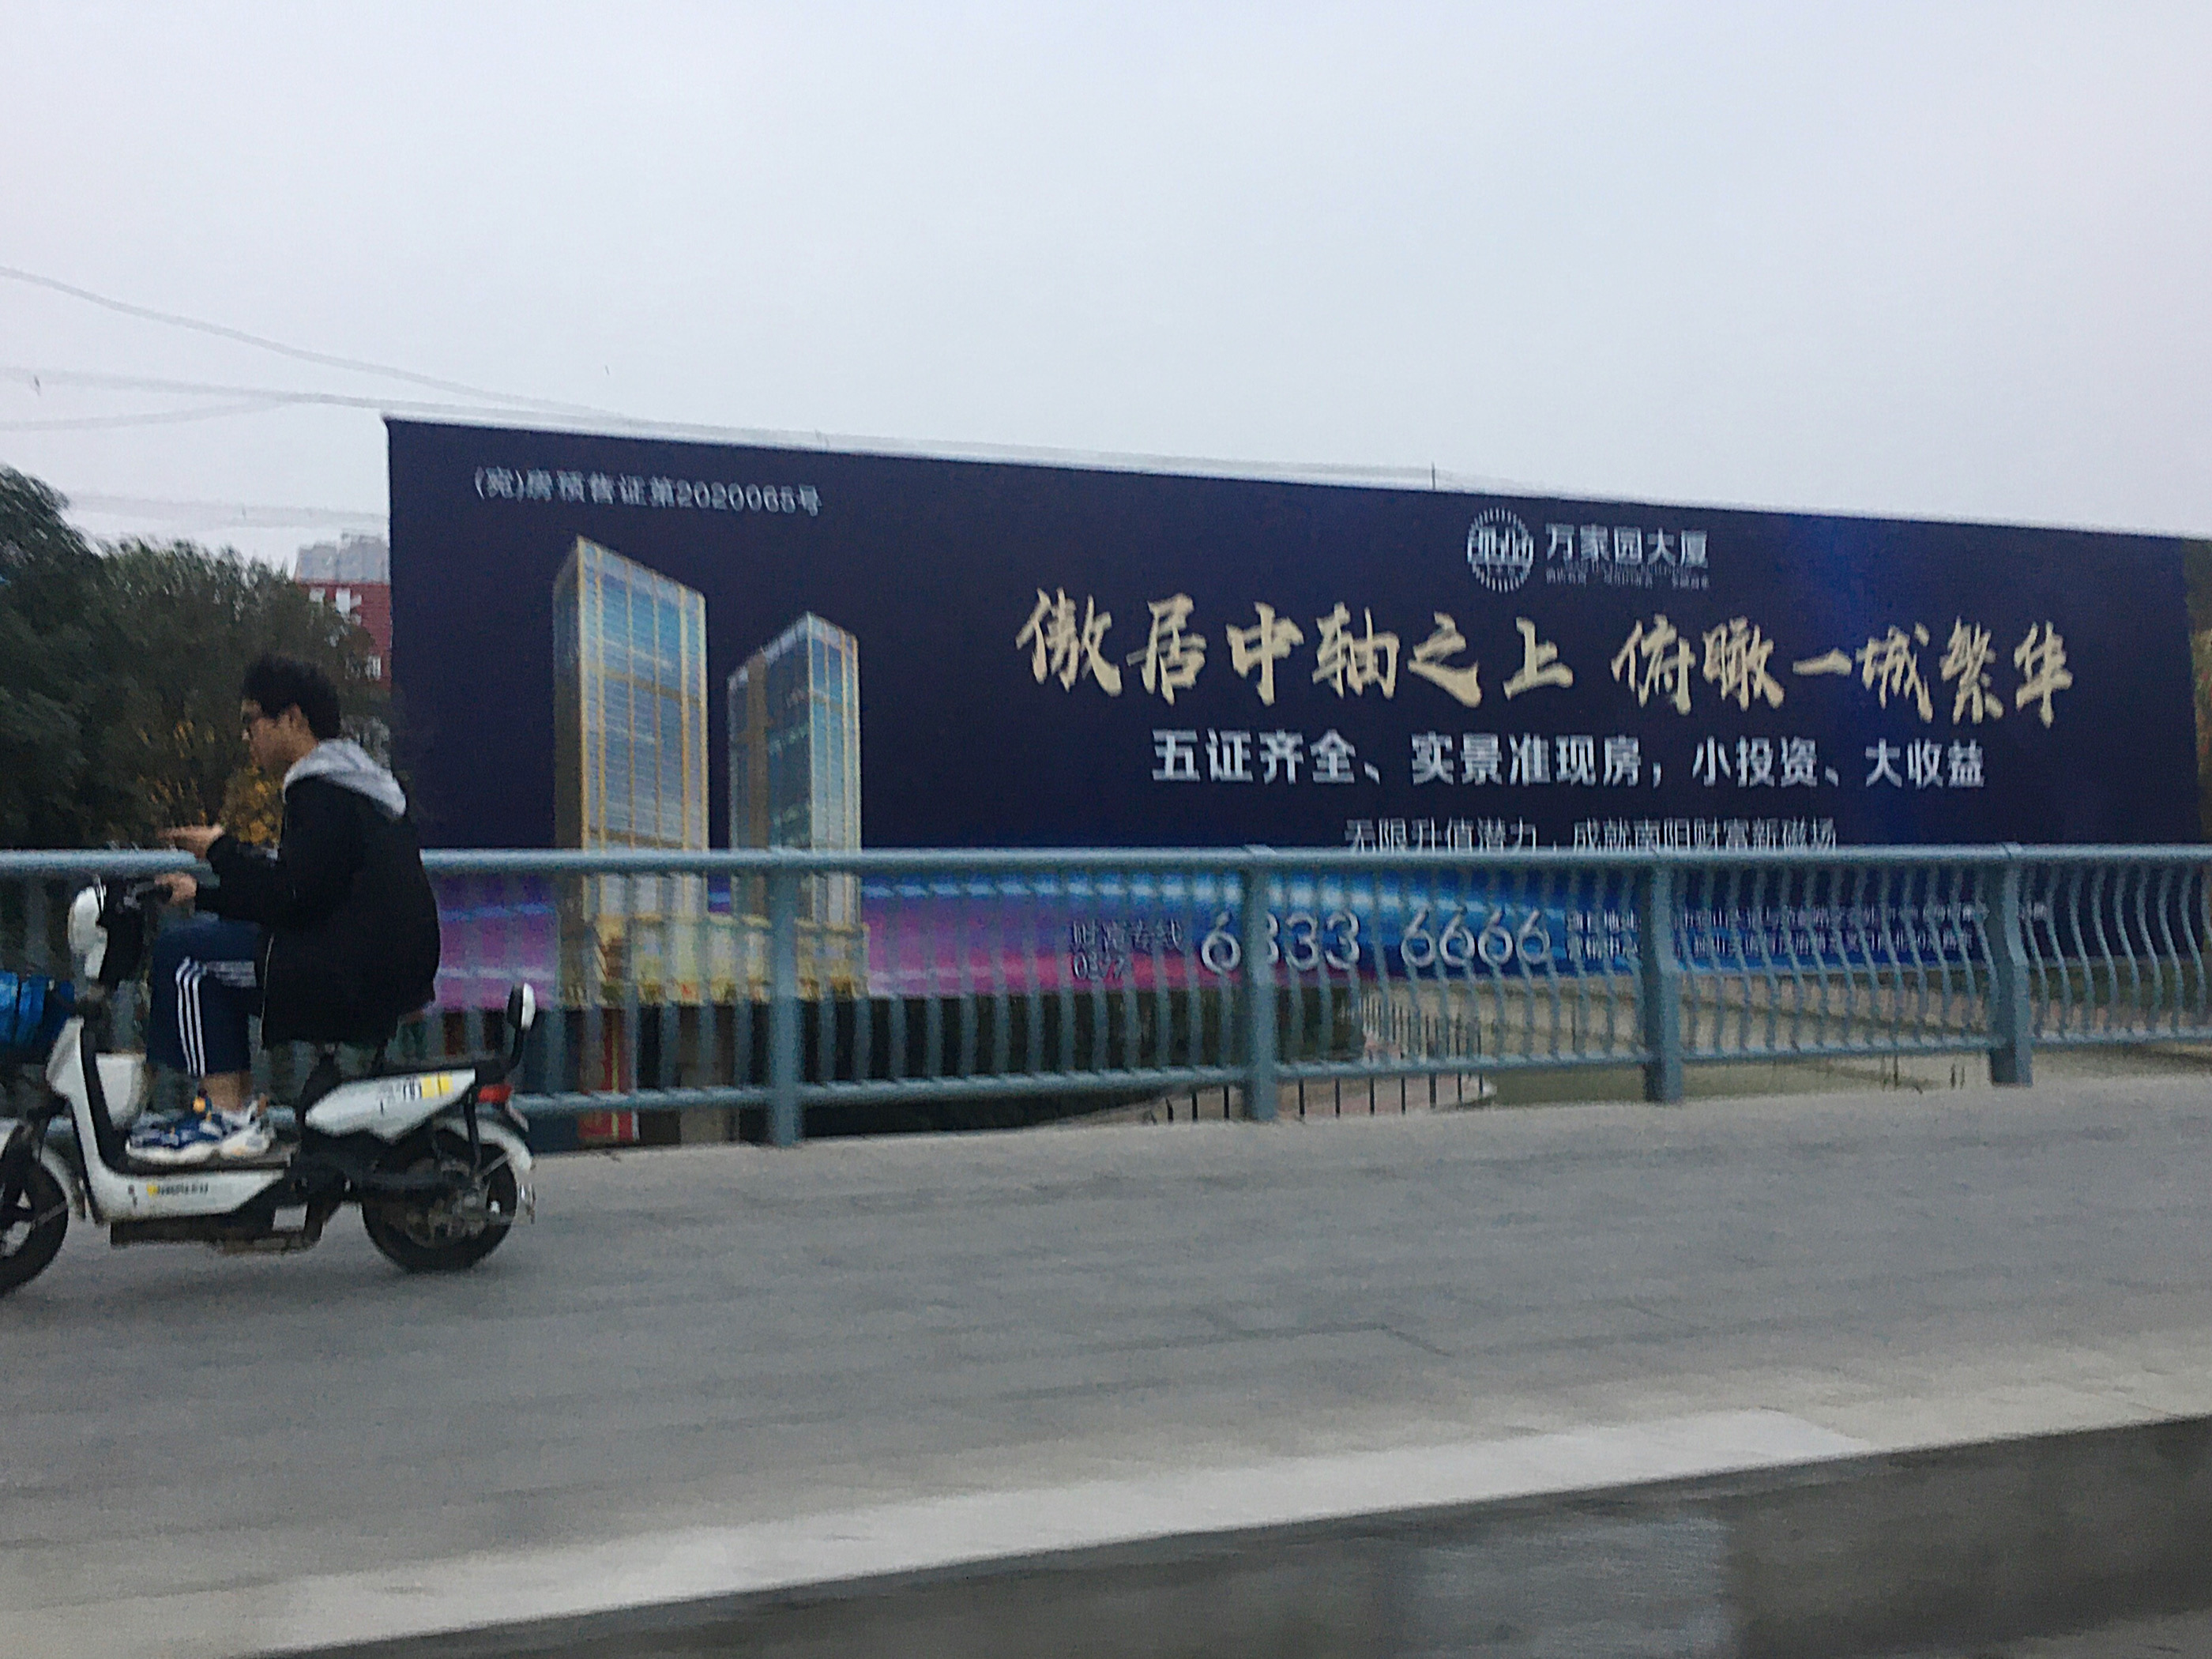 (宛)房预售证第2020065号
万家园大厦
傲居中轴之上 俯瞰一城繁华
五证齐全、实景准现房，小投资、大收益
无限升值潜力，成就南阳财富新磁场
财富专线 6333 6666
0377